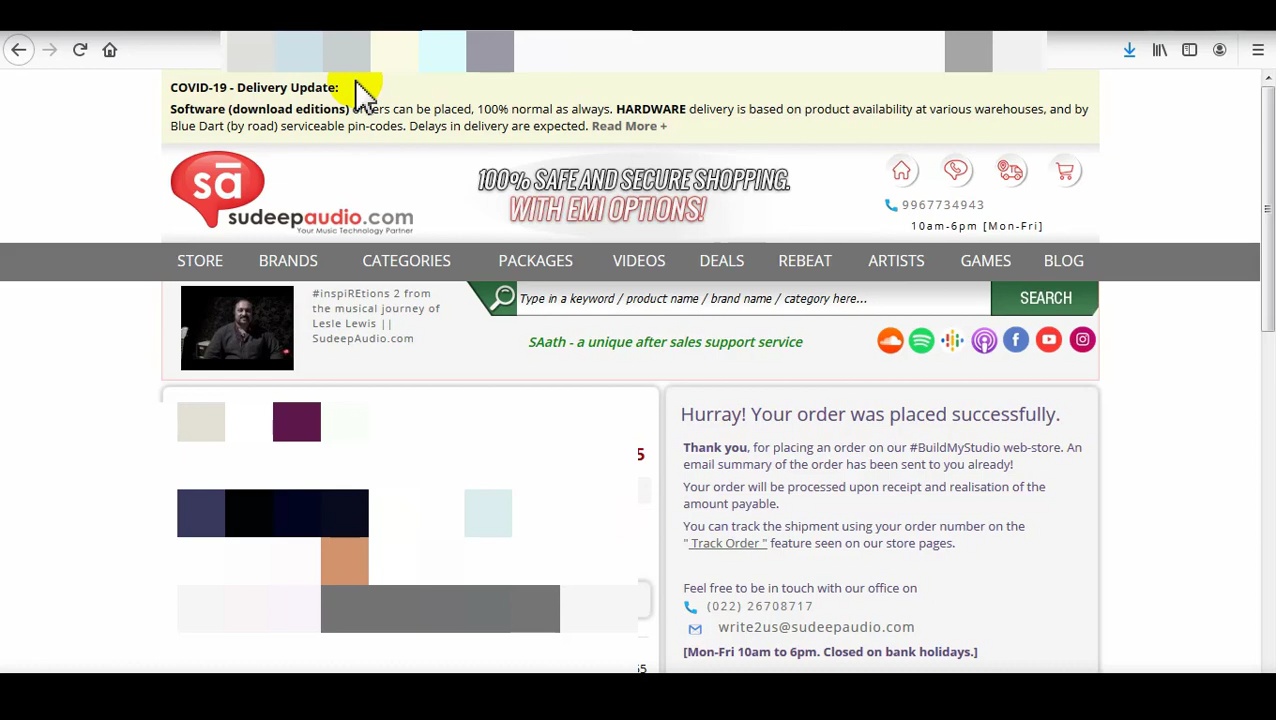 COVID-19 - Delivery Update:
Software (download editions) orders can be placed, 100% normal as always. HARDWARE delivery is based on product availability at various warehouses, and by
Blue Dart (by road) serviceable pin-codes. Delays in delivery are expected. Read More +
sā
sudeepaudio.com
Your Music Technology Partner
100% SAFE AND SECURE SHOPPING.
WITH EMI OPTIONS!
9967734943
10am-6pm [Mon-Fri]
STORE BRANDS CATEGORIES PACKAGES VIDEOS DEALS REBEAT ARTISTS GAMES BLOG
#inspiREtions 2 from
the musical journey of
Lesle Lewis ||
SudeepAudio.com
Type in a keyword / product name / brand name / category here...
SEARCH
SAath - a unique after sales support service
Hurray! Your order was placed successfully.
Thank you, for placing an order on our #BuildMyStudio web-store. An
email summary of the order has been sent to you already!
Your order will be processed upon receipt and realisation of the
amount payable.
You can track the shipment using your order number on the
" Track Order " feature seen on our store pages.
Feel free to be in touch with our office on
(022) 26708717
write2us@sudeepaudio.com
[Mon-Fri 10am to 6pm. Closed on bank holidays.]
5